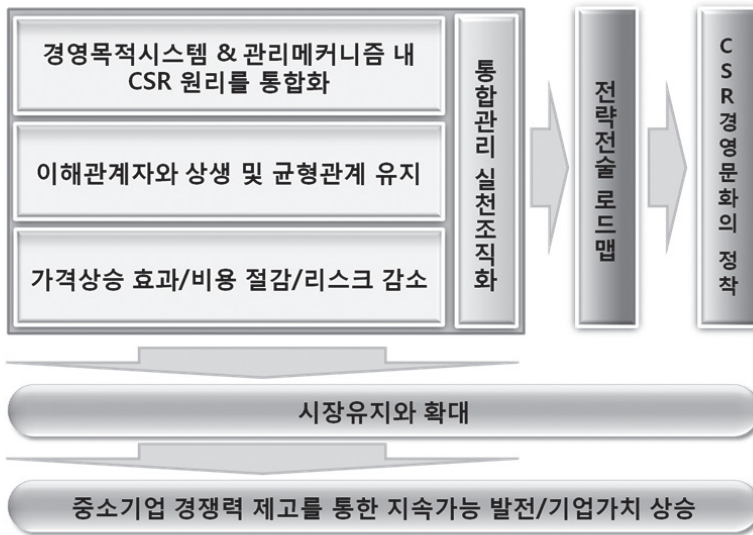 경영목적시스템 & 관리메커니즘 내
CSR 원리를 통합화
이해관계자와 상생 및 균형관계 유지
가격상승 효과/비용 절감/리스크 감소
통합관리 실천조직화
전략전술 로드맵
CSR경영문화의 정착
시장유지와 확대
중소기업 경쟁력 제고를 통한 지속가능 발전/기업가치 상승